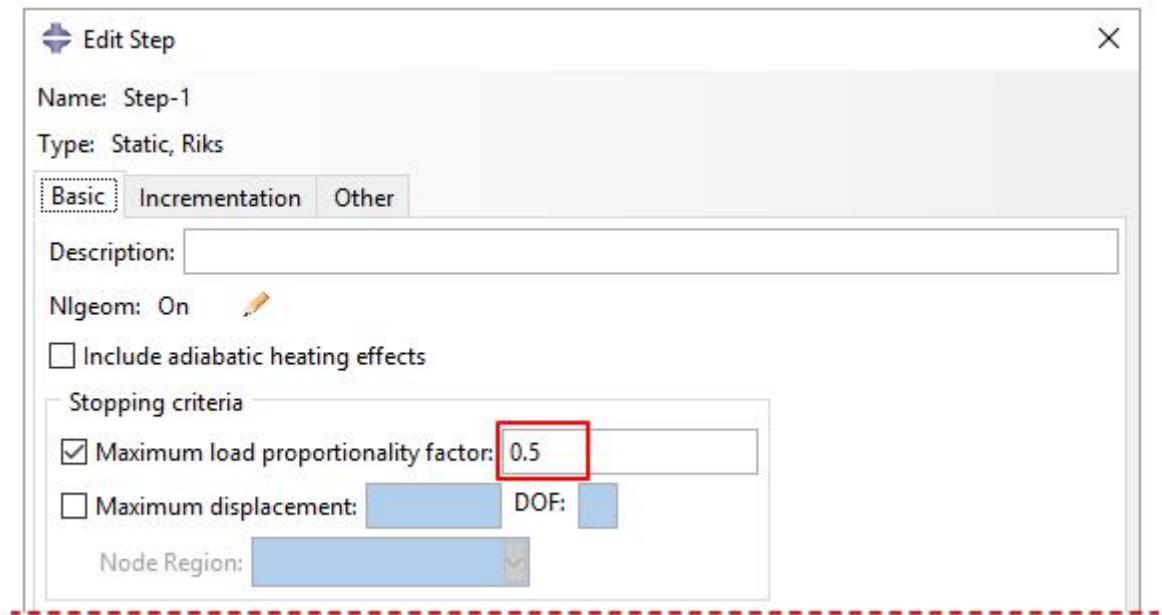 Edit Step
Name: Step-1
Type: Static, Riks
Basic Incrementation Other
Description:
Nlgeom: On
Include adiabatic heating effects
Stopping criteria
Maximum load proportionality factor: 0.5
Maximum displacement: DOF:
Node Region: